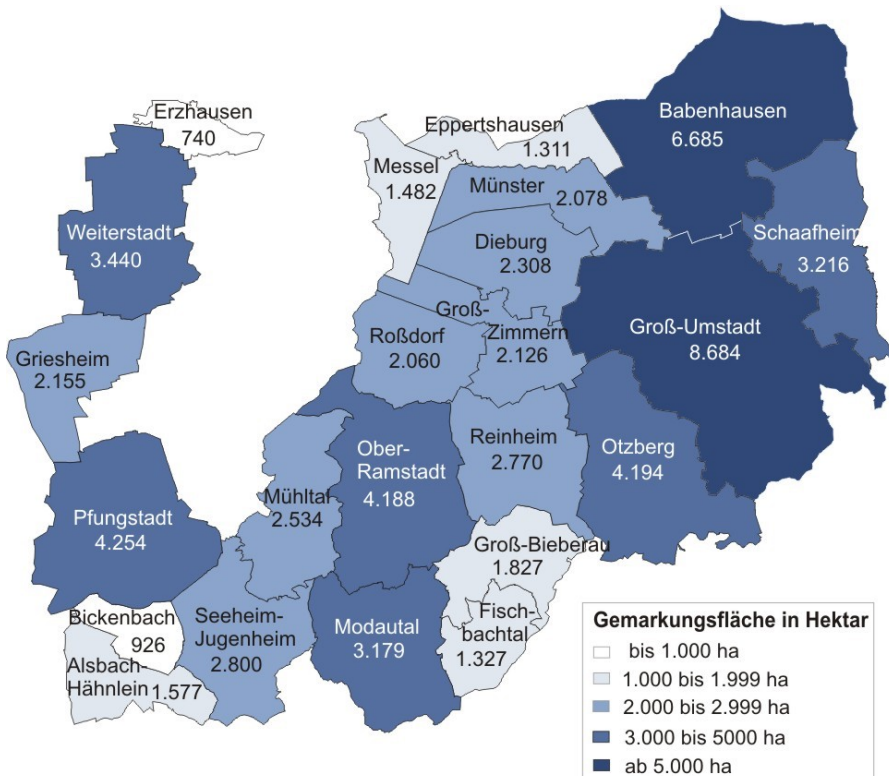 Erzhausen
740
Eppertshausen
1.311
Babenhausen
6.685
Messel
1.482
Münster
2.078
Weiterstadt
3.440
Dieburg
2.308
Schaafheim
3.216
Groß-
Zimmern
2.126
Groß-Umstadt
8.684
Roßdorf
2.060
Griesheim
2.155
Ober-
Ramstadt
4.188
Reinheim
2.770
Otzberg
4.194
Mühltal
2.534
Pfungstadt
4.254
Groß-Bieberau
1.827
Bickenbach
926
Seeheim-
Jugenheim
2.800
Modautal
3.179
Fisch-
bachtal
1.327
Alsbach-
Hähnlein
1.577
Gemarkungsfläche in Hektar
bis 1.000 ha
1.000 bis 1.999 ha
2.000 bis 2.999 ha
3.000 bis 5000 ha
ab 5.000 ha